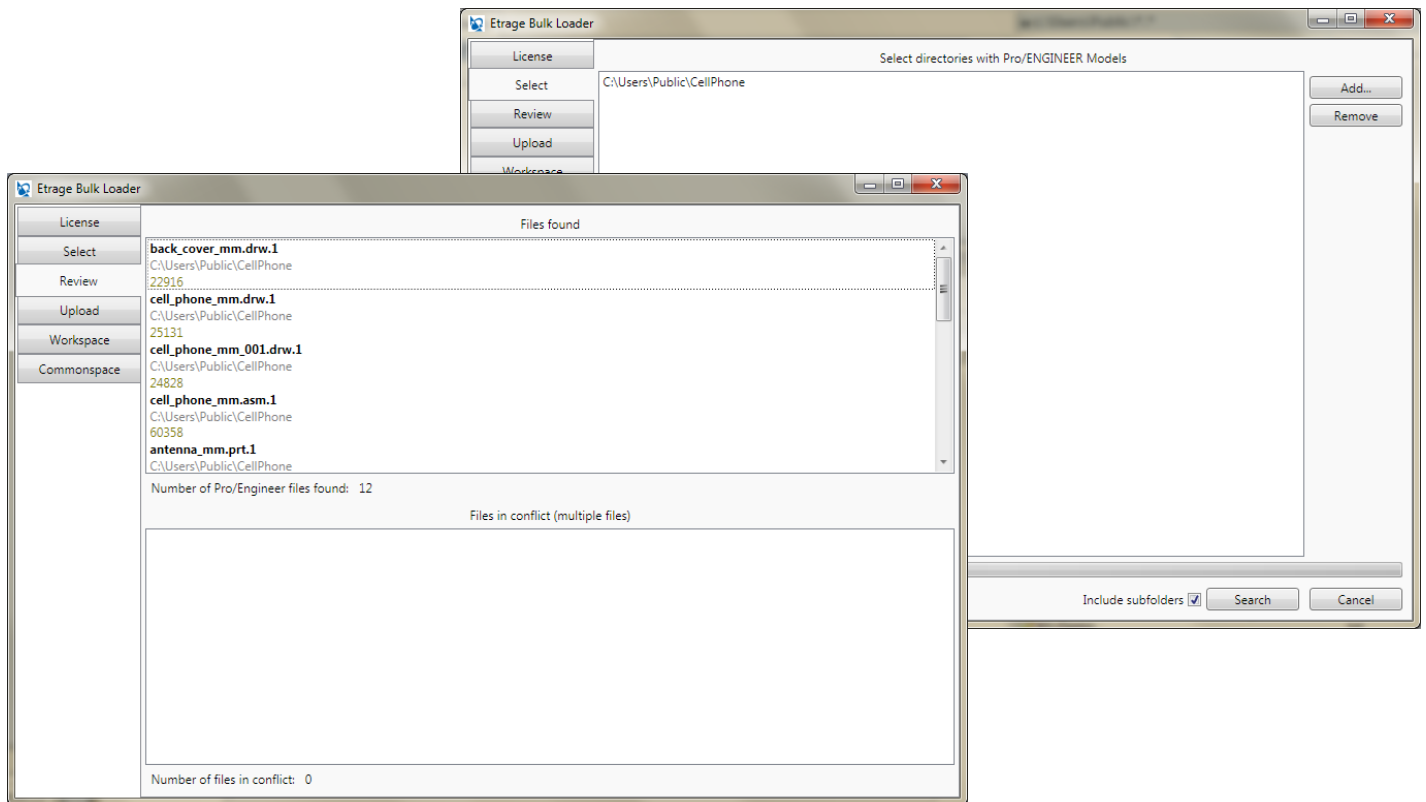 Etrage Bulk Loader
License
Select directories with Pro/ENGINEER Models
Select
C:\Users\Public\CellPhone
Add...
Review
Remove
Upload
Workspace
Include subfolders
Search
Cancel
Etrage Bulk Loader
License
Files found
Select
Review
Upload
Workspace
Commonspace
back_cover_mm.drw.1
C:\Users\Public\CellPhone
22916
cell_phone_mm.drw.1
C:\Users\Public\CellPhone
25131
cell_phone_mm_001.drw.1
C:\Users\Public\CellPhone
24828
cell_phone_mm.asm.1
C:\Users\Public\CellPhone
60358
antenna_mm.prt.1
C:\Users\Public\CellPhone
Number of Pro/Engineer files found: 12
Files in conflict (multiple files)
Number of files in conflict: 0